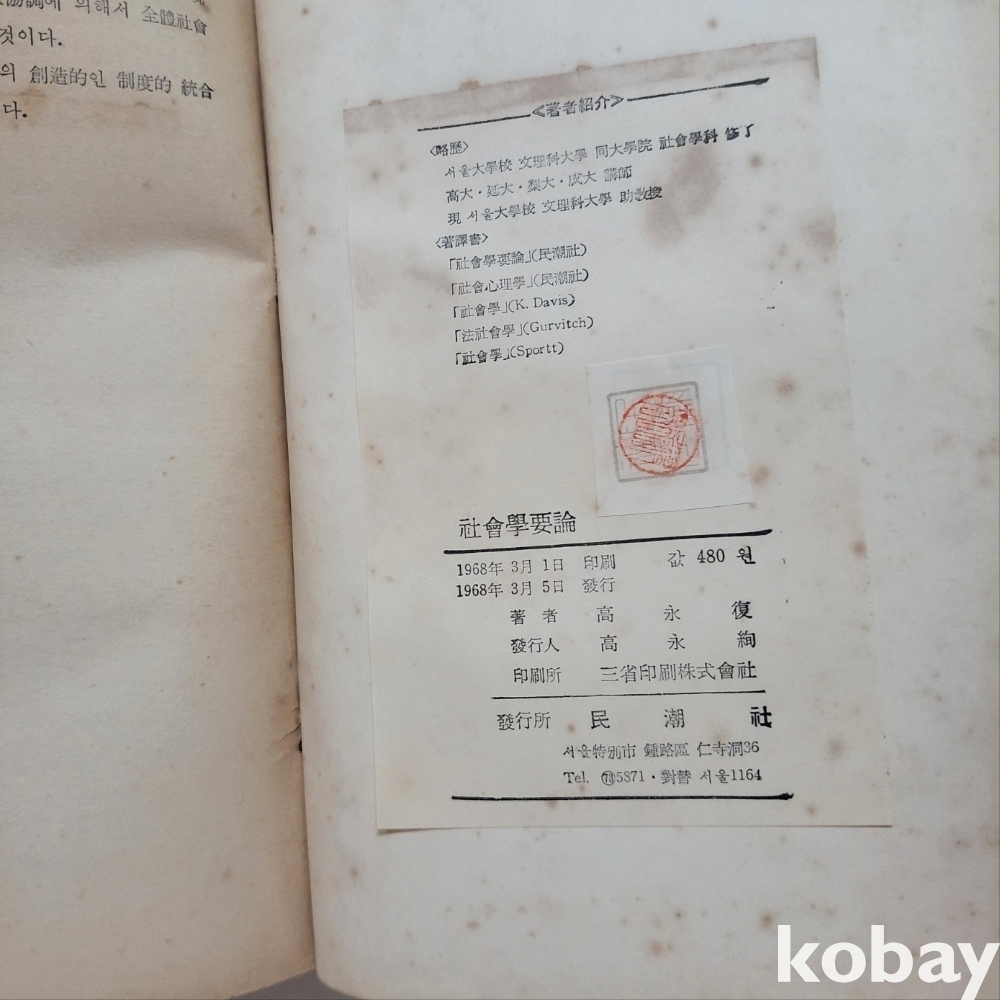 에 의해서 全體社會
것이다.
의 創造的인 制度的 統合
다.
《著者紹介》
〈略歷〉
서울大學校 文理科大學 同大學院 社會學科 修了
高大·延大·梨大·成大 講師
現 서울大學校 文理科大學 助敎授
〈著譯書〉
「社會學要論」(民潮社)
「社會心理學」(民潮社)
「社會學」(K. Davis)
「法社會學」(Gurvitch)
「社會學」(Sportt)
社會學要論
1968年 3月 1日 印刷 값 480 원
1968年 3月 5日 發行
著 者 高 永 復
發行人 高 永 絢
印刷所 三省印刷株式會社
發行所 民 潮 社
서울特別市 鍾路區 仁寺洞36
Tel. ㉎5871·對替 서울1164
kobay